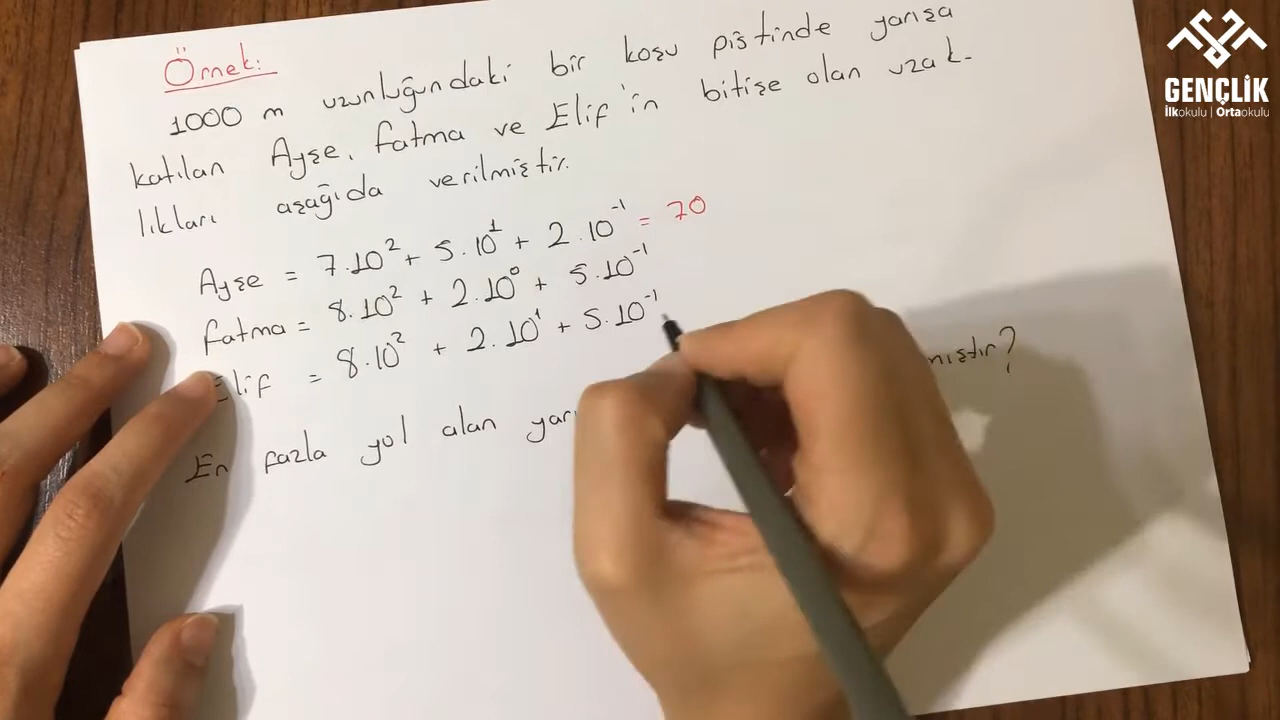 Örnek:
1000 m uzunluğundaki bir koşu pistinde yarışa
katılan Ayşe, Fatma ve Elif'in bitişe olan uzak-
lıkları aşağıda verilmiştir.
Ayşe = 7.10² + 5.10¹ + 2.10⁻¹ = 70
Fatma = 8.10² + 2.10⁰ + 5.10⁻¹
Elif = 8.10² + 2.10¹ + 5.10⁻¹
En fazla yol alan
GENÇLİK
İlkokulu | Ortaokulu